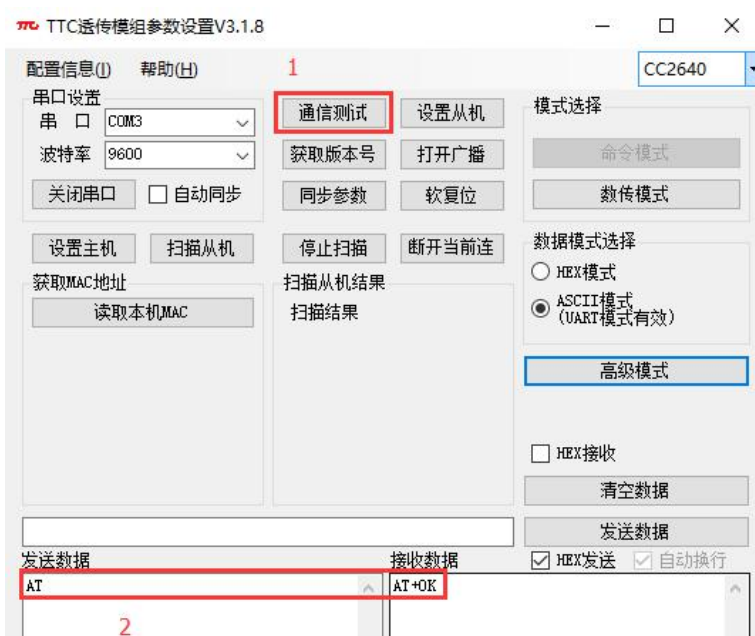 TTC透传模组参数设置V3.1.8
配置信息(I) 帮助(H) 1 CC2640
串口设置
串 口 COM3
波特率 9600
关闭串口 自动同步
通信测试 设置从机
获取版本号 打开广播
同步参数 软复位
模式选择
命令模式
数传模式
设置主机 扫描从机 停止扫描 断开当前连
获取MAC地址
读取本机MAC
扫描从机结果
扫描结果
数据模式选择
HEX模式
ASCII模式
(UART模式有效)
高级模式
HEX接收
清空数据
发送数据
发送数据 接收数据 HEX发送 自动换行
AT AT+OK
2